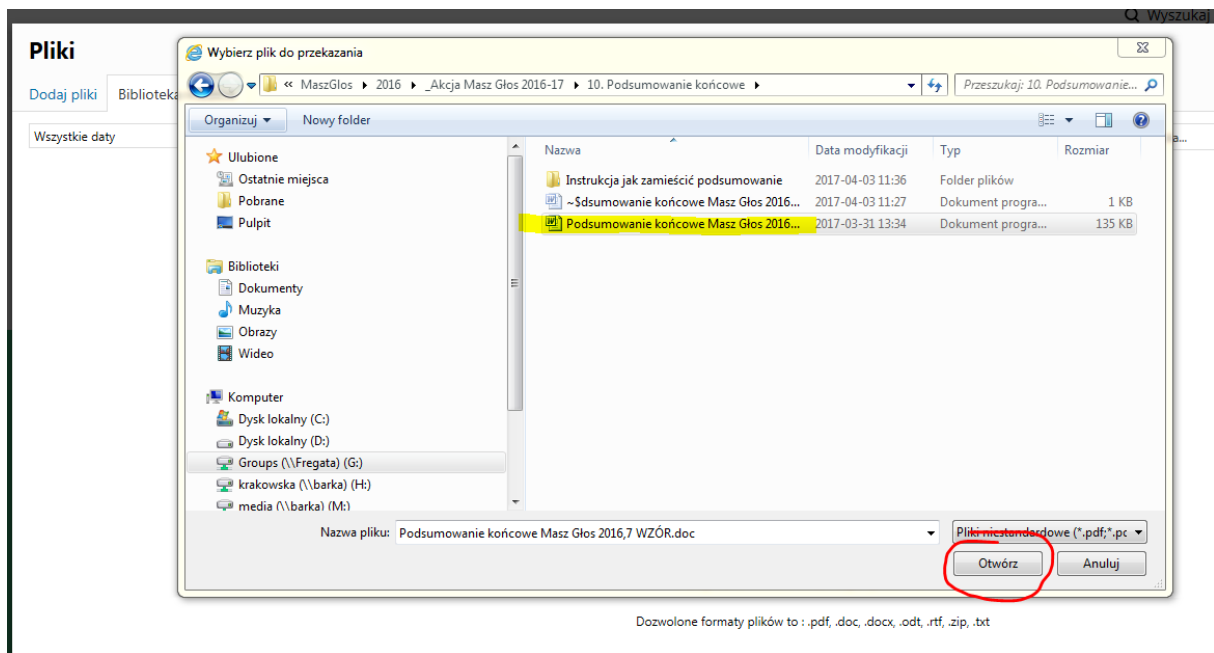 Wyszukaj
Pliki
Dodaj pliki Biblioteka
Wszystkie daty
Wybierz plik do przekazania
« MaszGlos ▸ 2016 ▸ _Akcja Masz Głos 2016-17 ▸ 10. Podsumowanie końcowe ▸
Przeszukaj: 10. Podsumowanie...
Organizuj Nowy folder
Nazwa Data modyfikacji Typ Rozmiar
Ulubione
Ostatnie miejsca
Pobrane
Pulpit
Biblioteki
Dokumenty
Muzyka
Obrazy
Wideo
Komputer
Dysk lokalny (C:)
Dysk lokalny (D:)
Groups (\\Fregata) (G:)
krakowska (\\barka) (H:)
media (\\barka) (M:)
Instrukcja jak zamieścić podsumowanie 2017-04-03 11:36 Folder plików
~$dsumowanie końcowe Masz Głos 2016... 2017-04-03 11:27 Dokument progra... 1 KB
Podsumowanie końcowe Masz Głos 2016... 2017-03-31 13:34 Dokument progra... 135 KB
Nazwa pliku: Podsumowanie końcowe Masz Głos 2016,7 WZÓR.doc
Pliki niestandardowe (*.pdf;*.pc
Otwórz Anuluj
Dozwolone formaty plików to : .pdf, .doc, .docx, .odt, .rtf, .zip, .txt